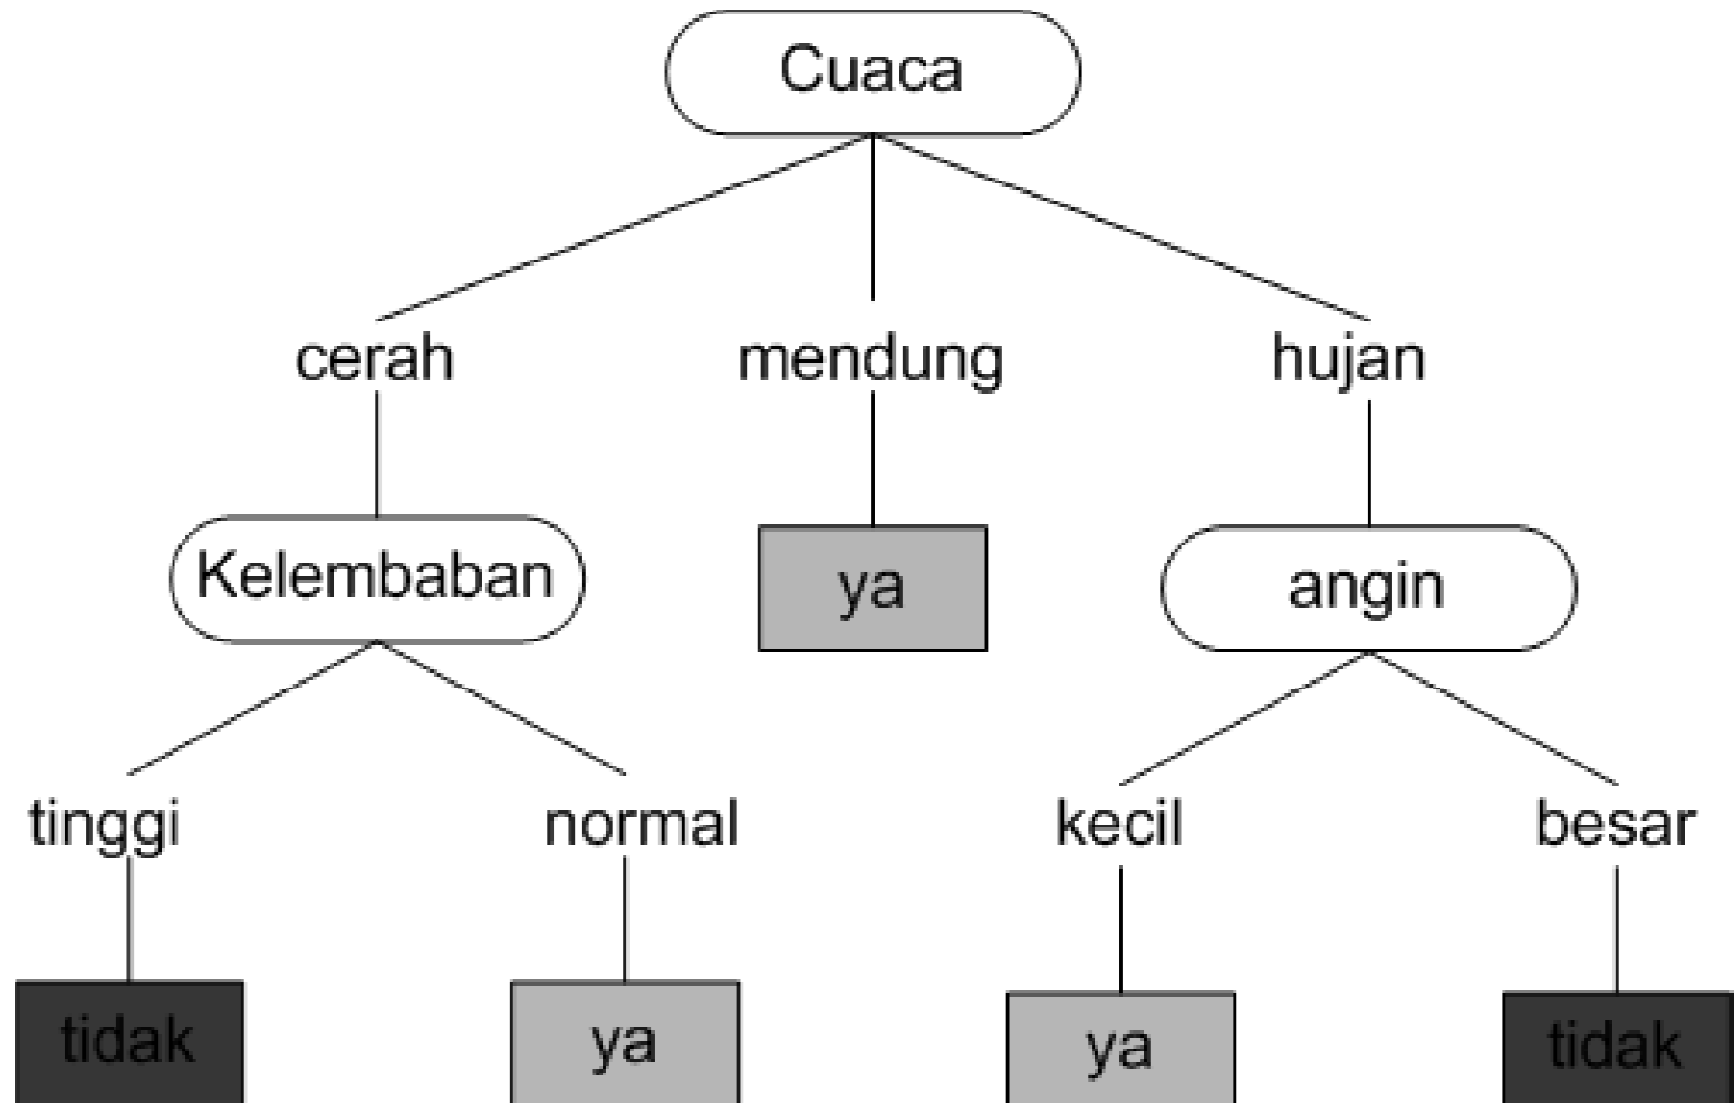 Cuaca
cerah
mendung
hujan
Kelembaban
ya
angin
tinggi
normal
kecil
besar
tidak
ya
ya
tidak